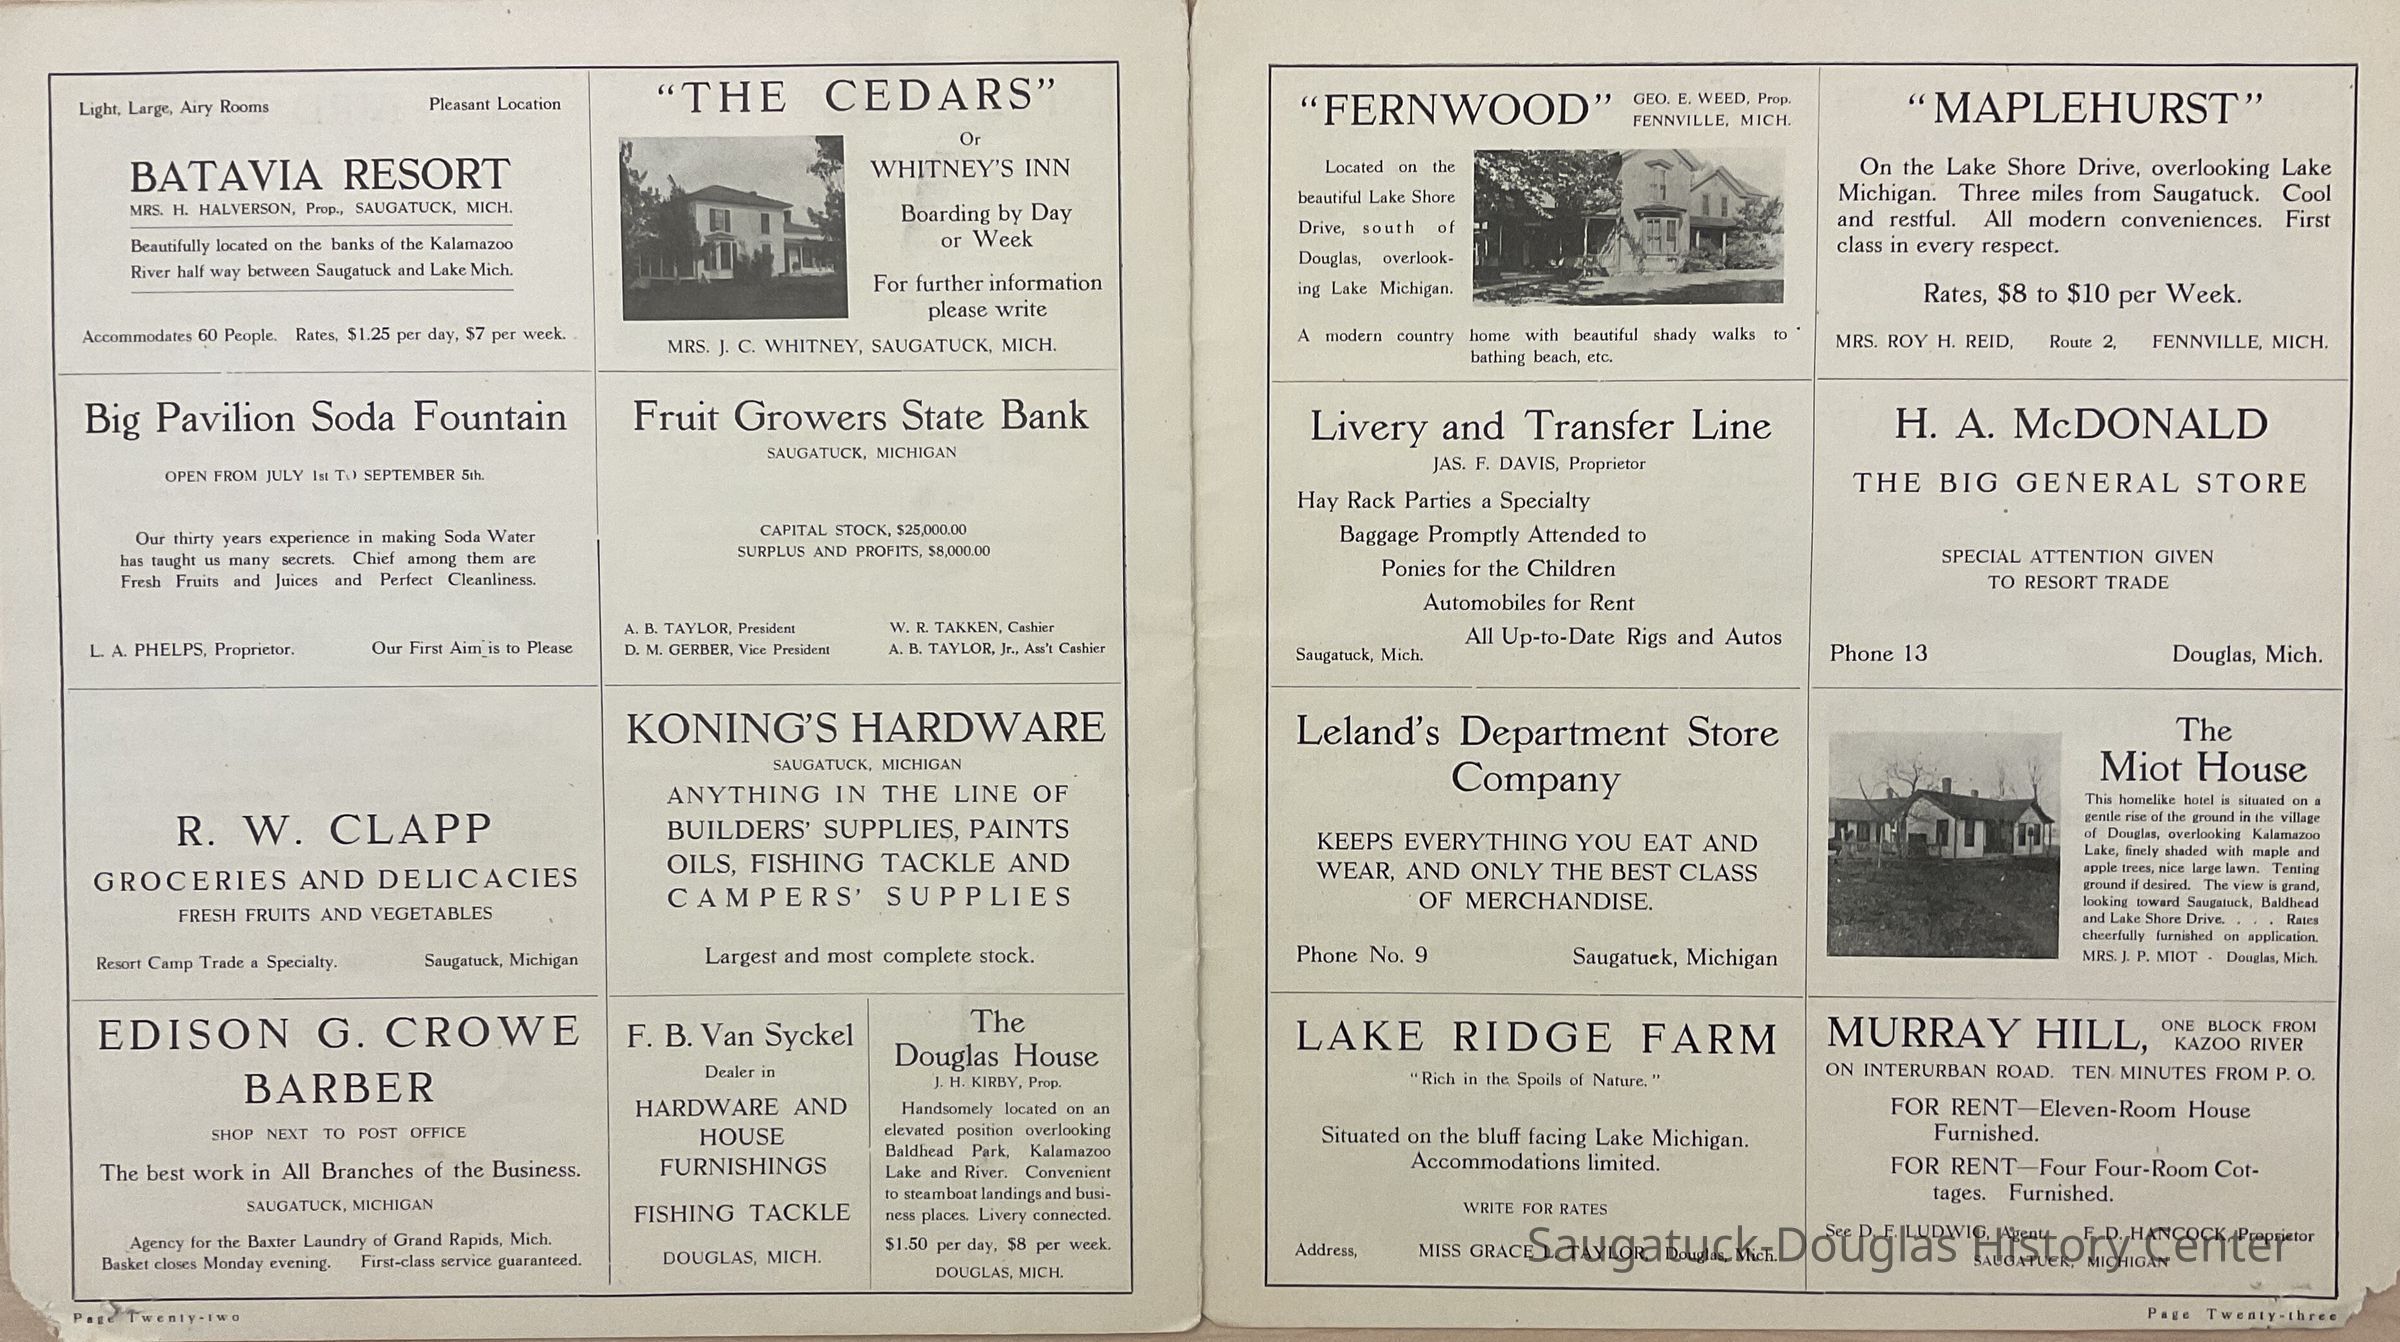 Light, Large, Airy Rooms Pleasant Location
BATAVIA RESORT
MRS. H. HALVERSON, Prop., SAUGATUCK, MICH.
Beautifully located on the banks of the Kalamazoo
River half way between Saugatuck and Lake Mich.
Accommodates 60 People. Rates, $1.25 per day, $7 per week.
"THE CEDARS"
Or
WHITNEY'S INN
Boarding by Day
or Week
For further information
please write
MRS. J. C. WHITNEY, SAUGATUCK, MICH.
Big Pavilion Soda Fountain
OPEN FROM JULY 1st TO SEPTEMBER 5th.
Our thirty years experience in making Soda Water
has taught us many secrets. Chief among them are
Fresh Fruits and Juices and Perfect Cleanliness.
L. A. PHELPS, Proprietor. Our First Aim is to Please
Fruit Growers State Bank
SAUGATUCK, MICHIGAN
CAPITAL STOCK, $25,000.00
SURPLUS AND PROFITS, $8,000.00
A. B. TAYLOR, President W. R. TAKKEN, Cashier
D. M. GERBER, Vice President A. B. TAYLOR, Jr., Ass't Cashier
R. W. CLAPP
GROCERIES AND DELICACIES
FRESH FRUITS AND VEGETABLES
Resort Camp Trade a Specialty. Saugatuck, Michigan
KONING'S HARDWARE
SAUGATUCK, MICHIGAN
ANYTHING IN THE LINE OF
BUILDERS' SUPPLIES, PAINTS
OILS, FISHING TACKLE AND
CAMPERS' SUPPLIES
Largest and most complete stock.
EDISON G. CROWE
BARBER
SHOP NEXT TO POST OFFICE
The best work in All Branches of the Business.
SAUGATUCK, MICHIGAN
Agency for the Baxter Laundry of Grand Rapids, Mich.
Basket closes Monday evening. First-class service guaranteed.
F. B. Van Syckel
Dealer in
HARDWARE AND
HOUSE
FURNISHINGS
FISHING TACKLE
DOUGLAS, MICH.
The
Douglas House
J. H. KIRBY, Prop.
Handsomely located on an
elevated position overlooking
Baldhead Park, Kalamazoo
Lake and River. Convenient
to steamboat landings and busi-
ness places. Livery connected.
$1.50 per day, $8 per week.
DOUGLAS, MICH.
Page Twenty-two
"FERNWOOD" GEO. E. WEED, Prop.
FENNVILLE, MICH.
Located on the
beautiful Lake Shore
Drive, south of
Douglas, overlook-
ing Lake Michigan.
A modern country home with beautiful shady walks to
bathing beach, etc.
"MAPLEHURST"
On the Lake Shore Drive, overlooking Lake
Michigan. Three miles from Saugatuck. Cool
and restful. All modern conveniences. First
class in every respect.
Rates, $8 to $10 per Week.
MRS. ROY H. REID, Route 2, FENNVILLE, MICH.
Livery and Transfer Line
JAS. F. DAVIS, Proprietor
Hay Rack Parties a Specialty
Baggage Promptly Attended to
Ponies for the Children
Automobiles for Rent
All Up-to-Date Rigs and Autos
Saugatuck, Mich.
H. A. McDONALD
THE BIG GENERAL STORE
SPECIAL ATTENTION GIVEN
TO RESORT TRADE
Phone 13 Douglas, Mich.
Leland's Department Store
Company
KEEPS EVERYTHING YOU EAT AND
WEAR, AND ONLY THE BEST CLASS
OF MERCHANDISE.
Phone No. 9 Saugatuck, Michigan
The
Miot House
This homelike hotel is situated on a
gentle rise of the ground in the village
of Douglas, overlooking Kalamazoo
Lake, finely shaded with maple and
apple trees, nice large lawn. Tenting
ground if desired. The view is grand,
looking toward Saugatuck, Baldhead
and Lake Shore Drive. . . . Rates
cheerfully furnished on application.
MRS. J. P. MIOT - Douglas, Mich.
LAKE RIDGE FARM
"Rich in the Spoils of Nature."
Situated on the bluff facing Lake Michigan.
Accommodations limited.
WRITE FOR RATES
Address, MISS GRACE L. TAYLOR, Douglas, Mich.
MURRAY HILL, ONE BLOCK FROM
KAZOO RIVER
ON INTERURBAN ROAD. TEN MINUTES FROM P. O.
FOR RENT—Eleven-Room House
Furnished.
FOR RENT—Four Four-Room Cot-
tages. Furnished.
See D. F. LUDWIG, Agent, F. D. HANCOCK, Proprietor
SAUGATUCK, MICHIGAN
Saugatuck-Douglas History Center
Page Twenty-three